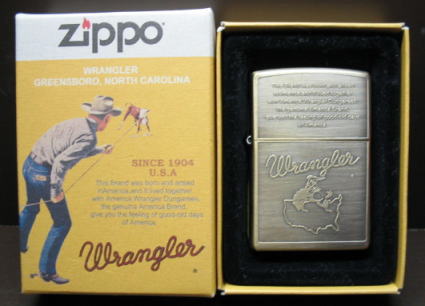 zippo
WRANGLER
GREENSBORO, NORTH CAROLINA
SINCE 1904
U.S.A
This Brand was born and raised
in America, and it lived together
with America Wrangler Dungarees,
the genuine America Brand,
give you the feeling of good-old days
of America.
Wrangler
Wrangler